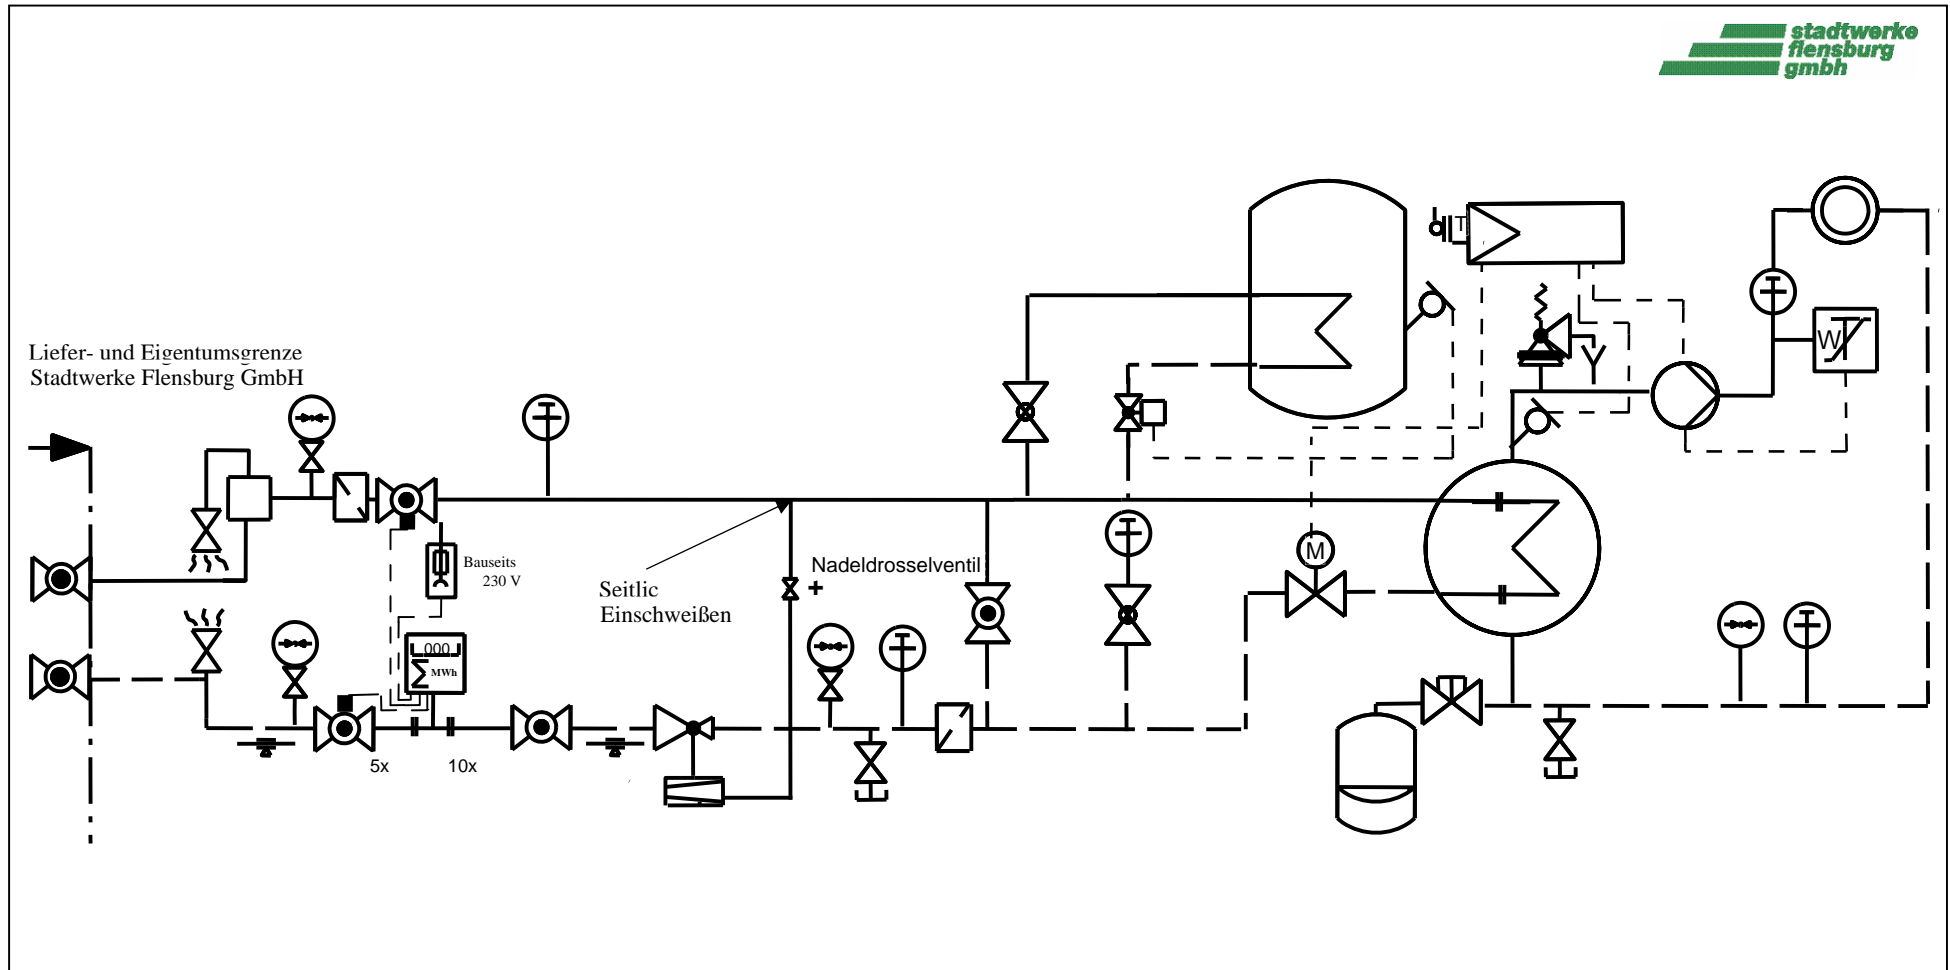 stadtwerke
flensburg
gmbh
T
Liefer- und Eigentumsgrenze
Stadtwerke Flensburg GmbH
W
Bauseits
230 V
Nadeldrosselventil
+
M
Seitlic
Einschweißen
000
MWh
5x
10x